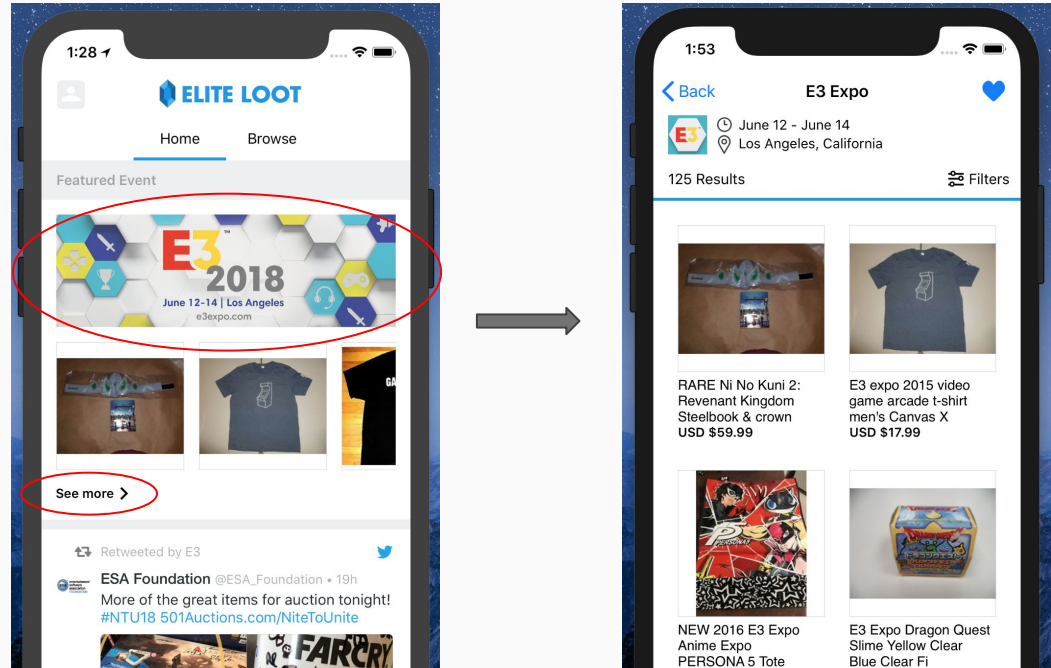 1:28
ELITE LOOT
Home Browse
Featured Event
E3
2018
June 12-14 | Los Angeles
e3expo.com
GA
See more
Retweeted by E3
ESA Foundation @ESA_Foundation • 19h
More of the great items for auction tonight!
#NTU18 501Auctions.com/NiteToUnite
FARCRY
1:53
Back E3 Expo
E3
June 12 - June 14
Los Angeles, California
125 Results Filters
RARE Ni No Kuni 2:
Revenant Kingdom
Steelbook & crown
USD $59.99
E3 expo 2015 video
game arcade t-shirt
men's Canvas X
USD $17.99
PERSONA5
NEW 2016 E3 Expo
Anime Expo
PERSONA 5 Tote
E3 Expo Dragon Quest
Slime Yellow Clear
Blue Clear Fi